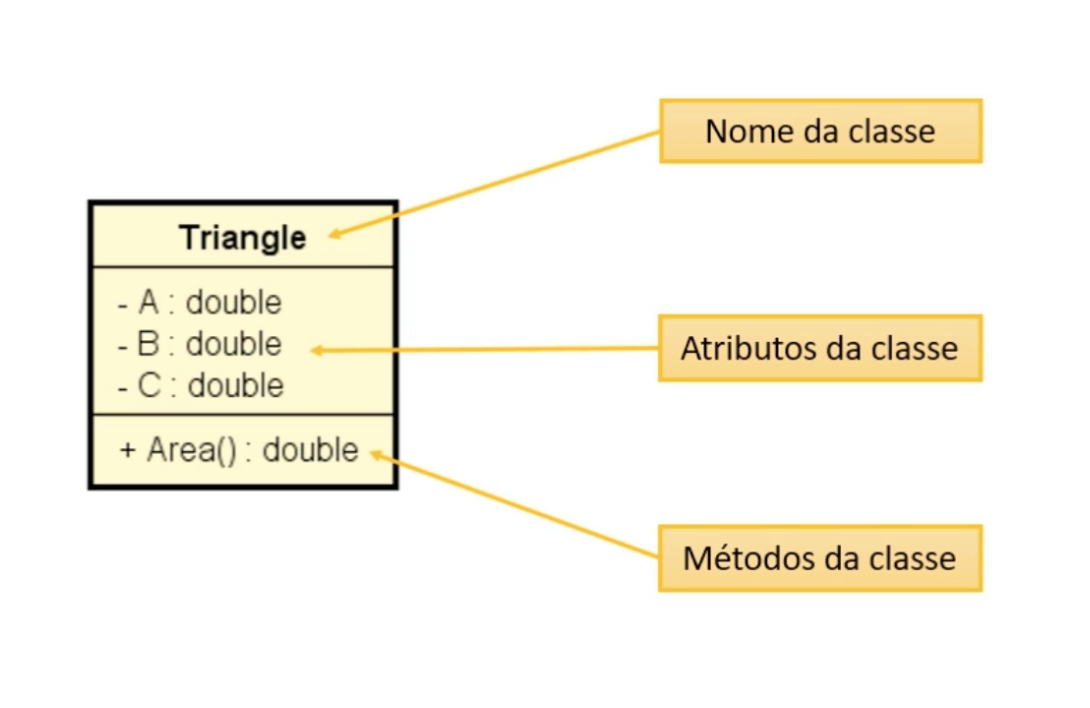 Nome da classe
Triangle
- A : double
- B : double
- C : double
Atributos da classe
+ Area() : double
Métodos da classe